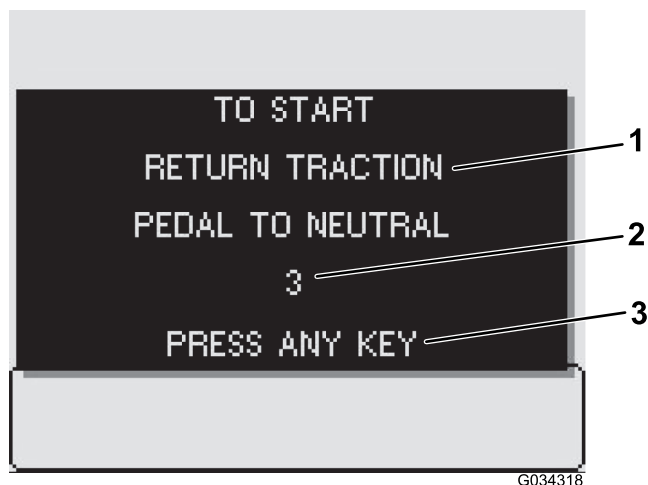 TO START
RETURN TRACTION
1
PEDAL TO NEUTRAL
2
3
PRESS ANY KEY
3
G034318